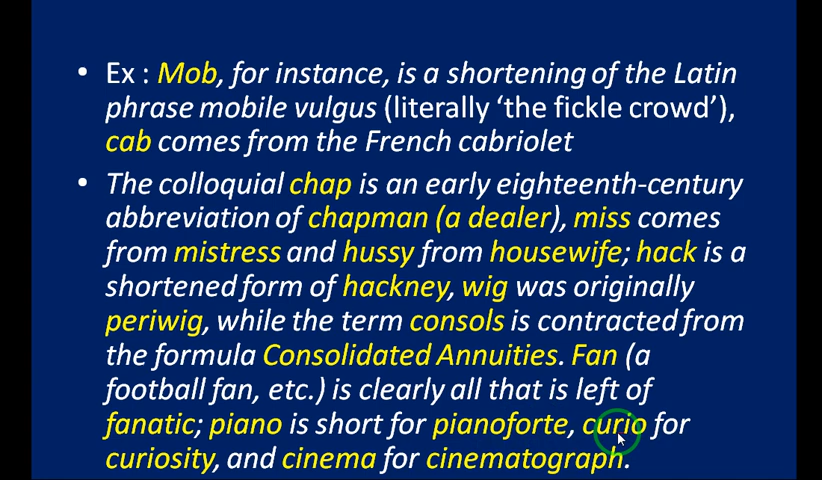 • Ex : Mob, for instance, is a shortening of the Latin
phrase mobile vulgus (literally ‘the fickle crowd’),
cab comes from the French cabriolet
• The colloquial chap is an early eighteenth-century
abbreviation of chapman (a dealer), miss comes
from mistress and hussy from housewife; hack is a
shortened form of hackney, wig was originally
periwig, while the term consols is contracted from
the formula Consolidated Annuities. Fan (a
football fan, etc.) is clearly all that is left of
fanatic; piano is short for pianoforte, curio for
curiosity, and cinema for cinematograph.